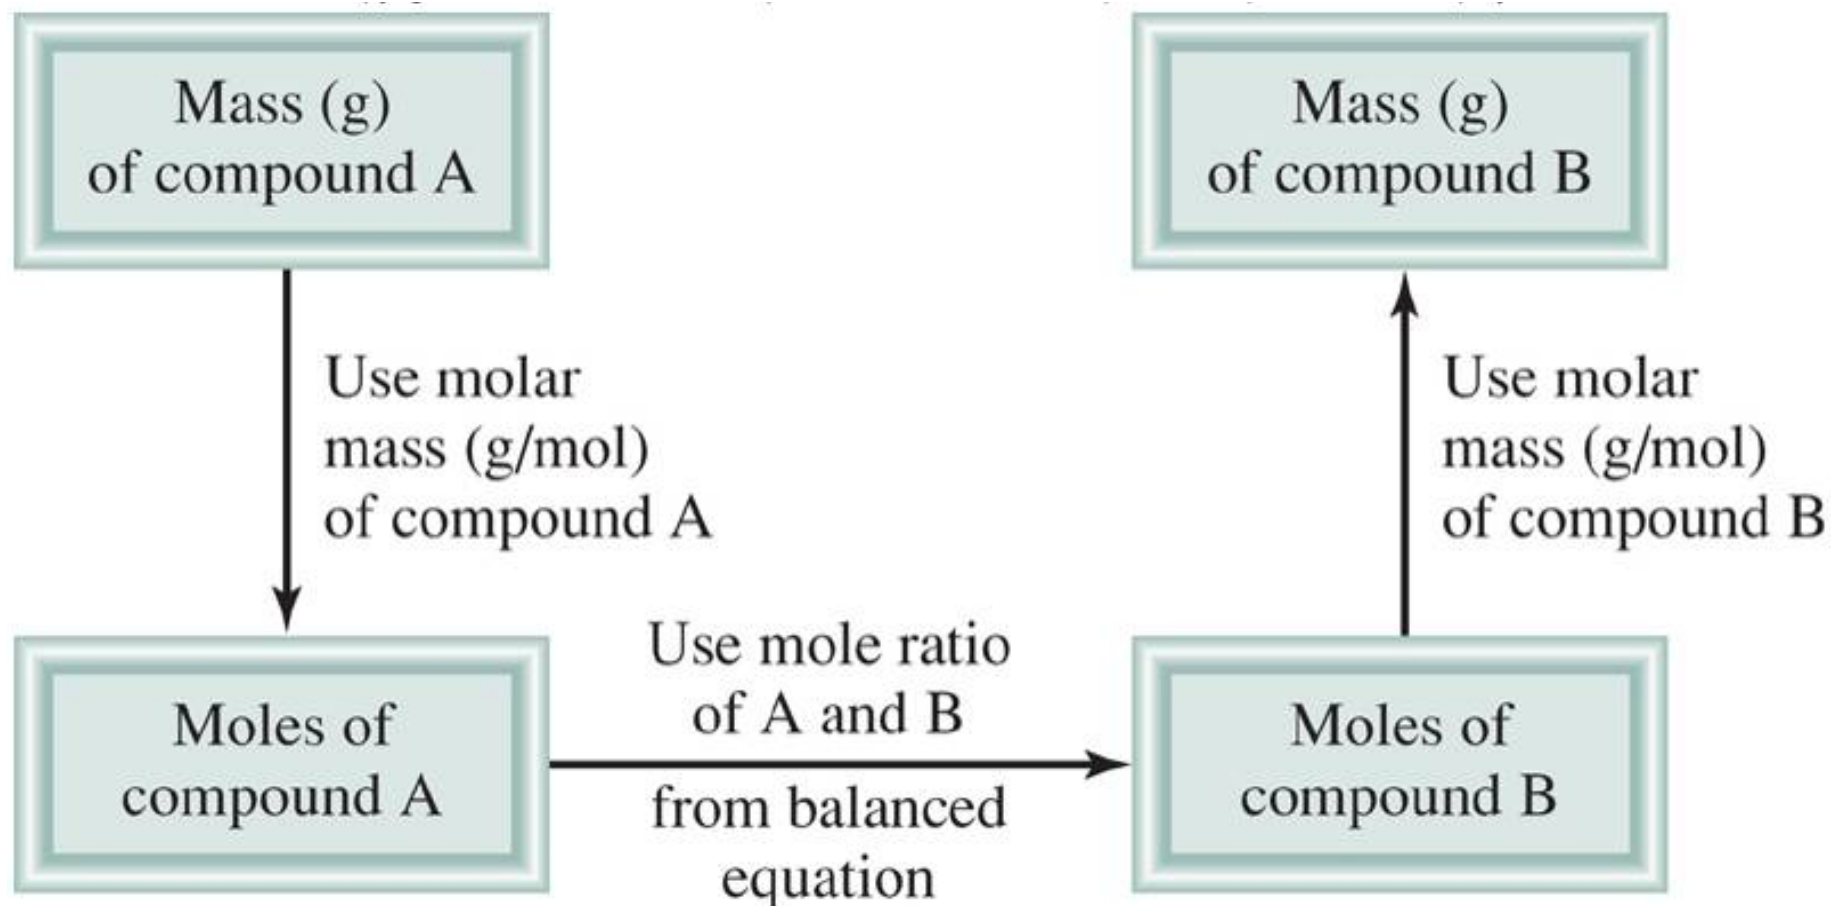 Mass (g)
of compound A
Mass (g)
of compound B
Use molar
mass (g/mol)
of compound A
Use molar
mass (g/mol)
of compound B
Moles of
compound A
Use mole ratio
of A and B
from balanced
equation
Moles of
compound B